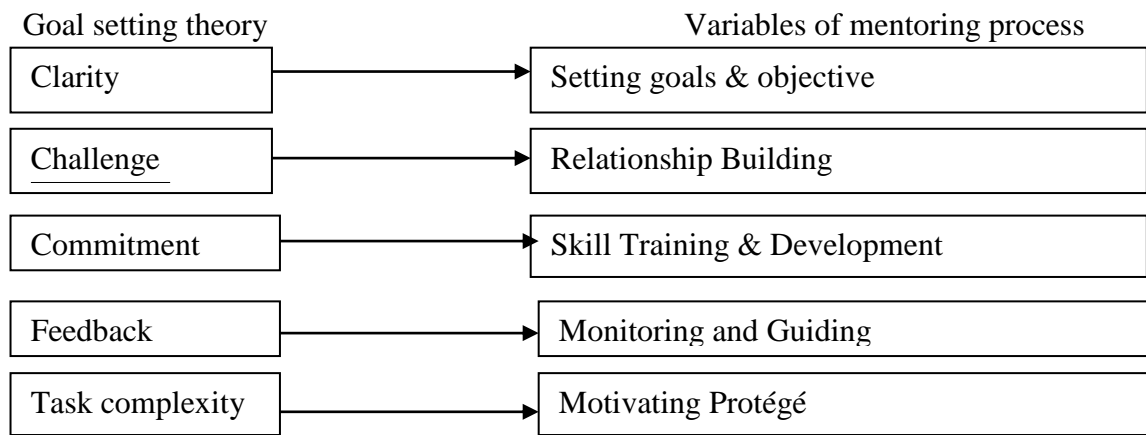 Goal setting theory Variables of mentoring process
Clarity Setting goals & objective
Challenge Relationship Building
Commitment Skill Training & Development
Feedback Monitoring and Guiding
Task complexity Motivating Protégé